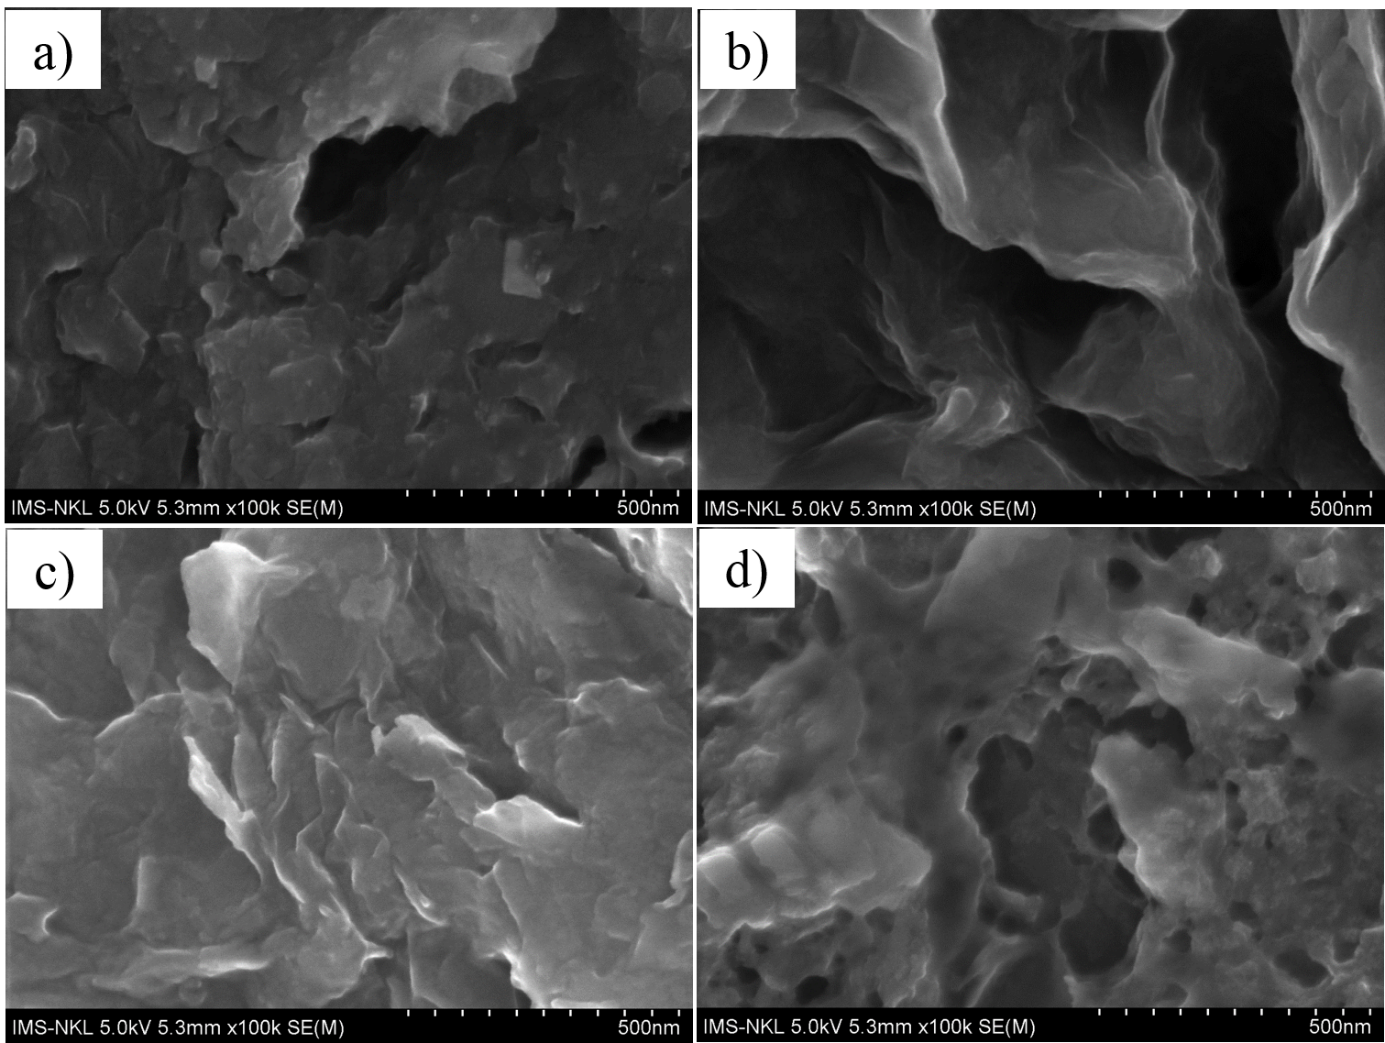 a)
b)
IMS-NKL 5.0kV 5.3mm x100k SE(M) 500nm
IMS-NKL 5.0kV 5.3mm x100k SE(M) 500nm
c)
d)
IMS-NKL 5.0kV 5.3mm x100k SE(M) 500nm
IMS-NKL 5.0kV 5.3mm x100k SE(M) 500nm